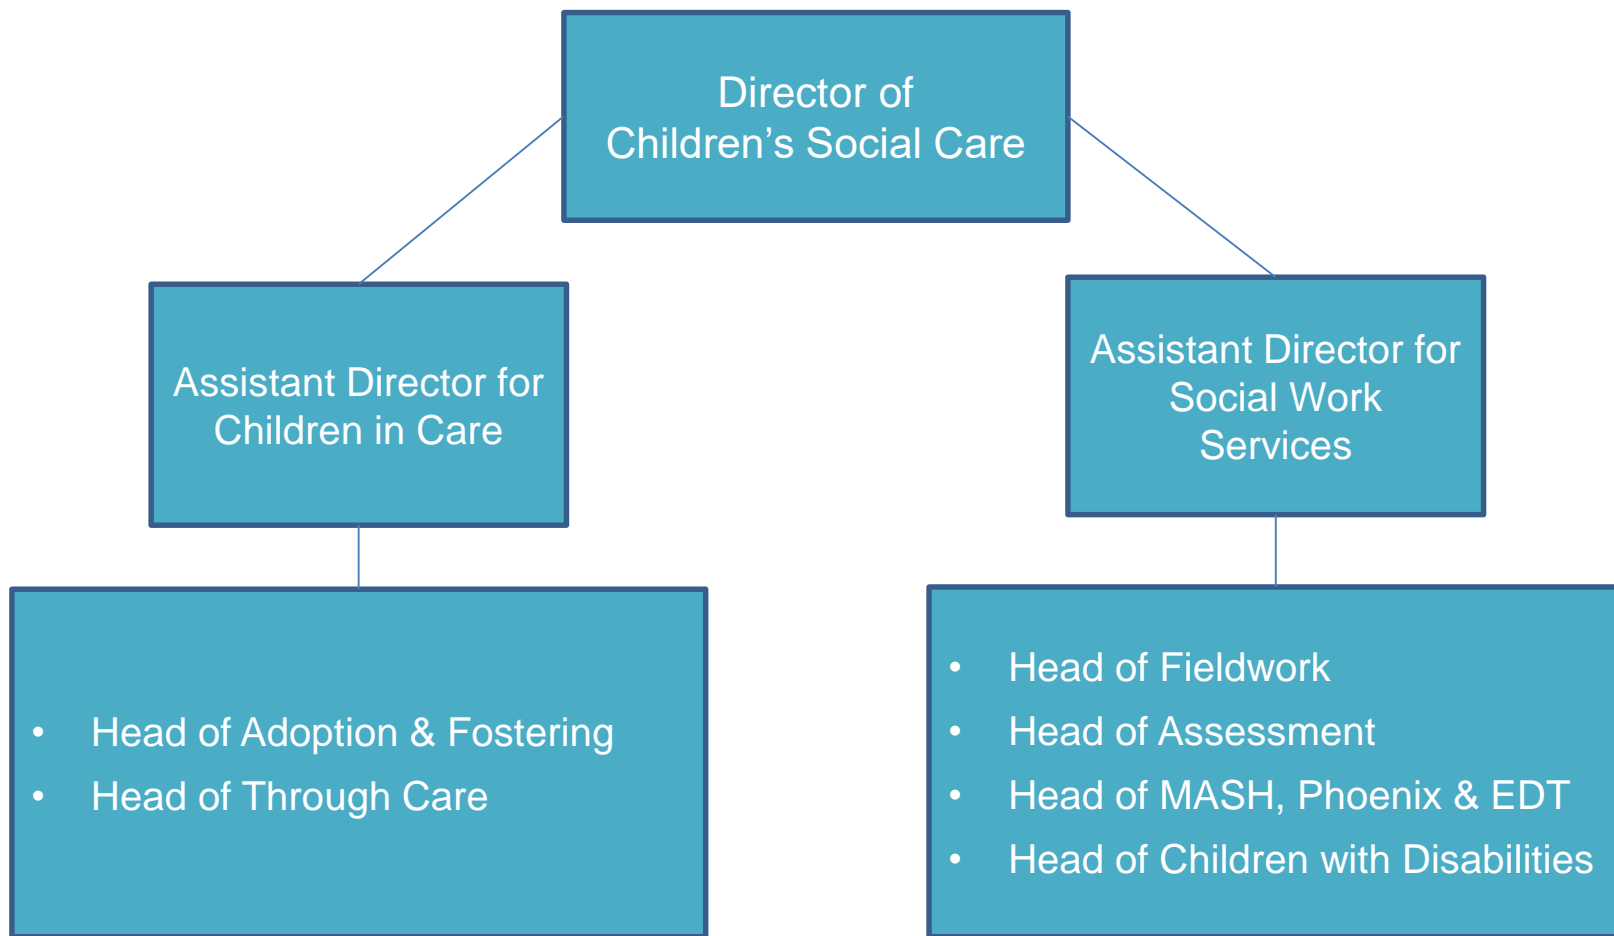 Director of
Children’s Social Care
Assistant Director for
Children in Care
Assistant Director for
Social Work
Services
• Head of Adoption & Fostering
• Head of Through Care
• Head of Fieldwork
• Head of Assessment
• Head of MASH, Phoenix & EDT
• Head of Children with Disabilities